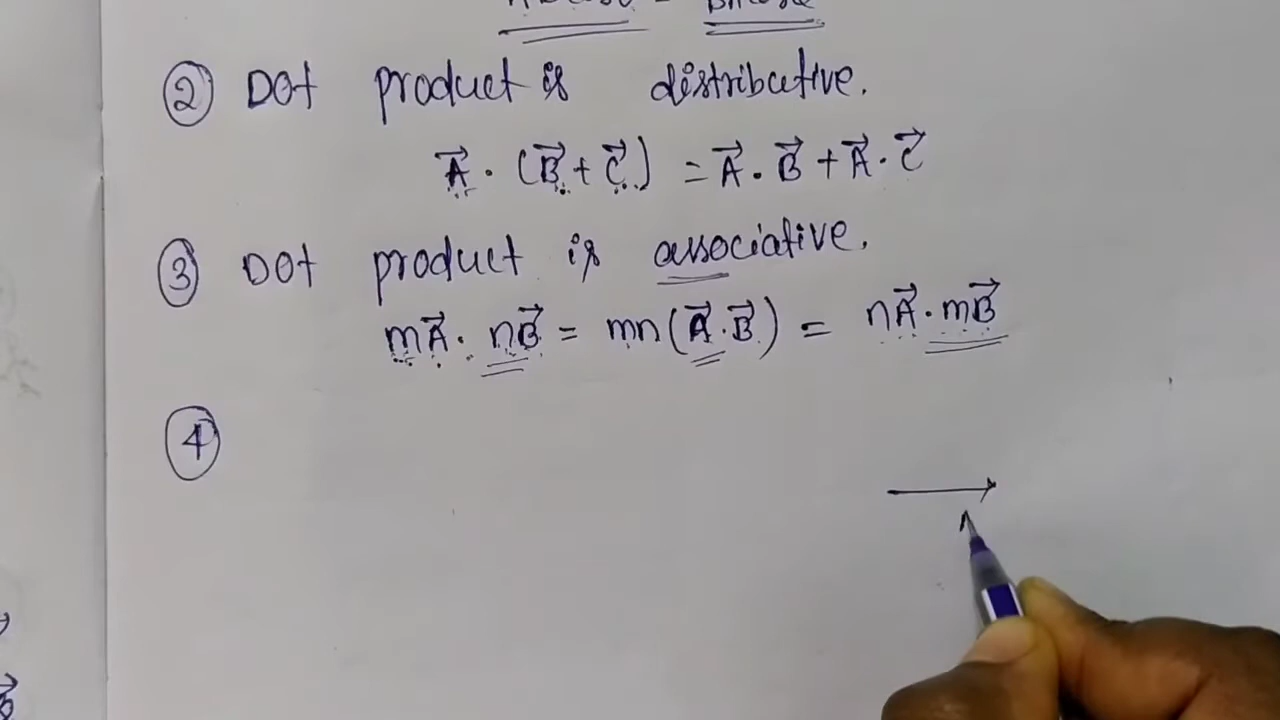 ② Dot product is distributive.
A⃗ · (B⃗ + C⃗) = A⃗ · B⃗ + A⃗ · C⃗
③ Dot product is associative.
mA⃗ · nB⃗ = mn(A⃗ · B⃗) = nA⃗ · mB⃗
④